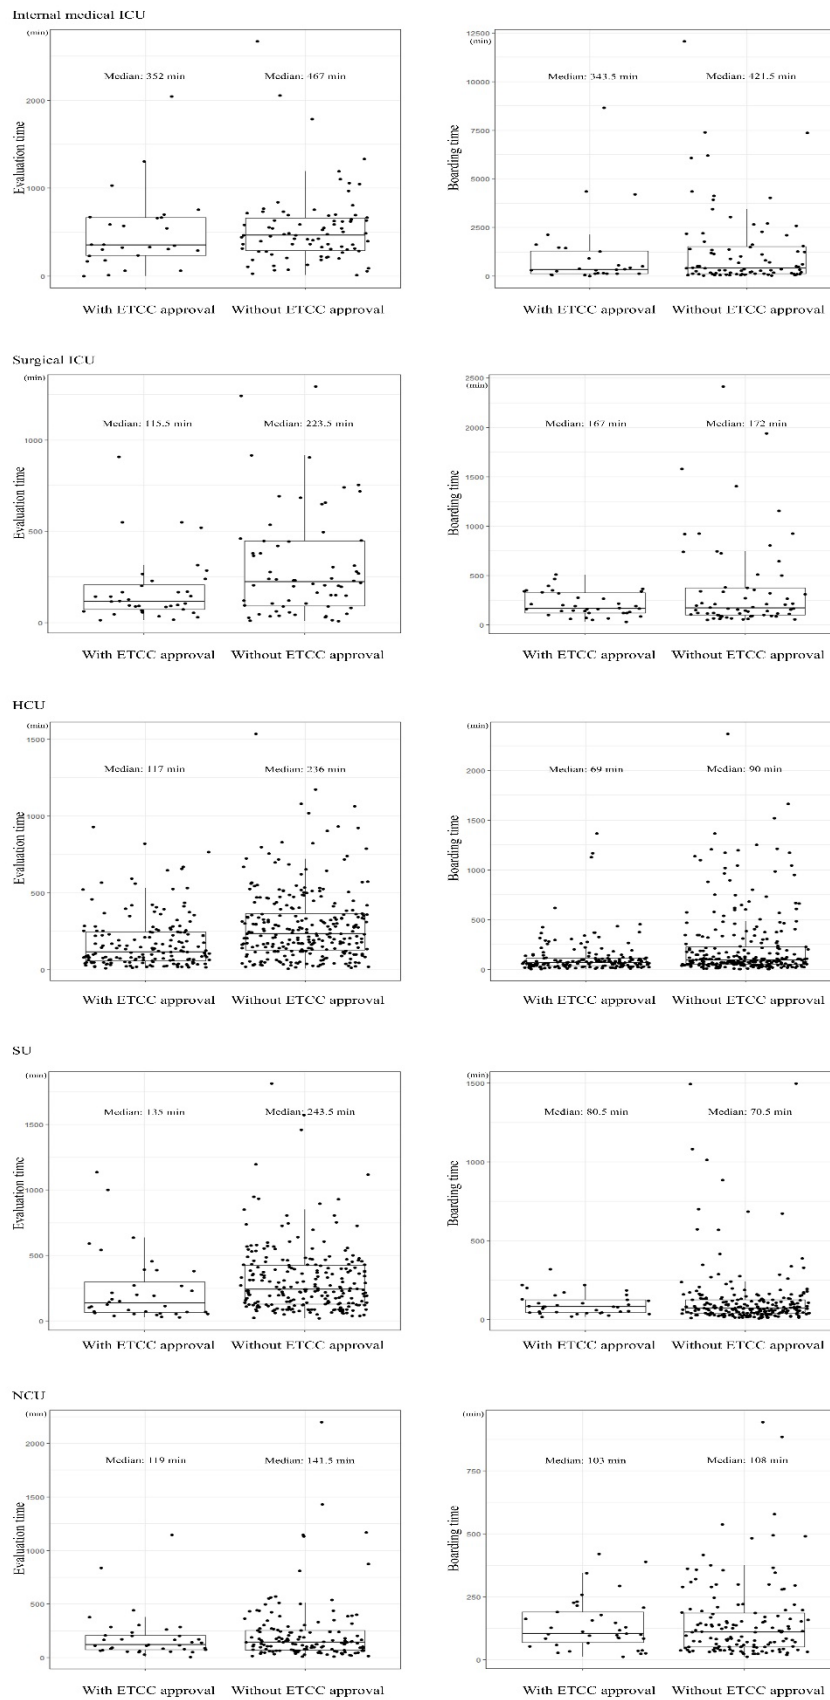 Internal medical ICU
(min)
Median: 352 min
Median: 467 min
2000
1000
0
Evaluation time
With ETCC approval
Without ETCC approval
12500
(min)
Median: 343.5 min
Median: 421.5 min
10000
7500
5000
2500
0
Boarding time
With ETCC approval
Without ETCC approval
Surgical ICU
(min)
Median: 115.5 min
Median: 223.5 min
1000
500
0
Evaluation time
With ETCC approval
Without ETCC approval
2500
(min)
Median: 167 min
Median: 172 min
2000
1500
1000
500
0
Boarding time
With ETCC approval
Without ETCC approval
HCU
(min)
1500
Median: 117 min
Median: 236 min
1000
500
0
Evaluation time
With ETCC approval
Without ETCC approval
(min)
Median: 69 min
Median: 90 min
2000
1500
1000
500
0
Boarding time
With ETCC approval
Without ETCC approval
SU
(min)
Median: 135 min
Median: 243.5 min
1500
1000
500
0
Evaluation time
With ETCC approval
Without ETCC approval
(min)
1500
Median: 80.5 min
Median: 70.5 min
1000
500
0
Boarding time
With ETCC approval
Without ETCC approval
NCU
(min)
2000
Median: 119 min
Median: 141.5 min
1500
1000
500
0
Evaluation time
With ETCC approval
Without ETCC approval
(min)
Median: 103 min
Median: 108 min
750
500
250
0
Boarding time
With ETCC approval
Without ETCC approval